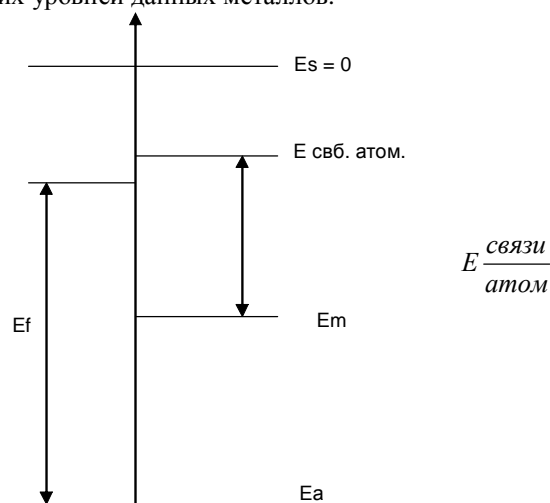 их уровней данных металлов.
Es = 0
E свб. атом.
E связи
атом
Ef
Em
Ea